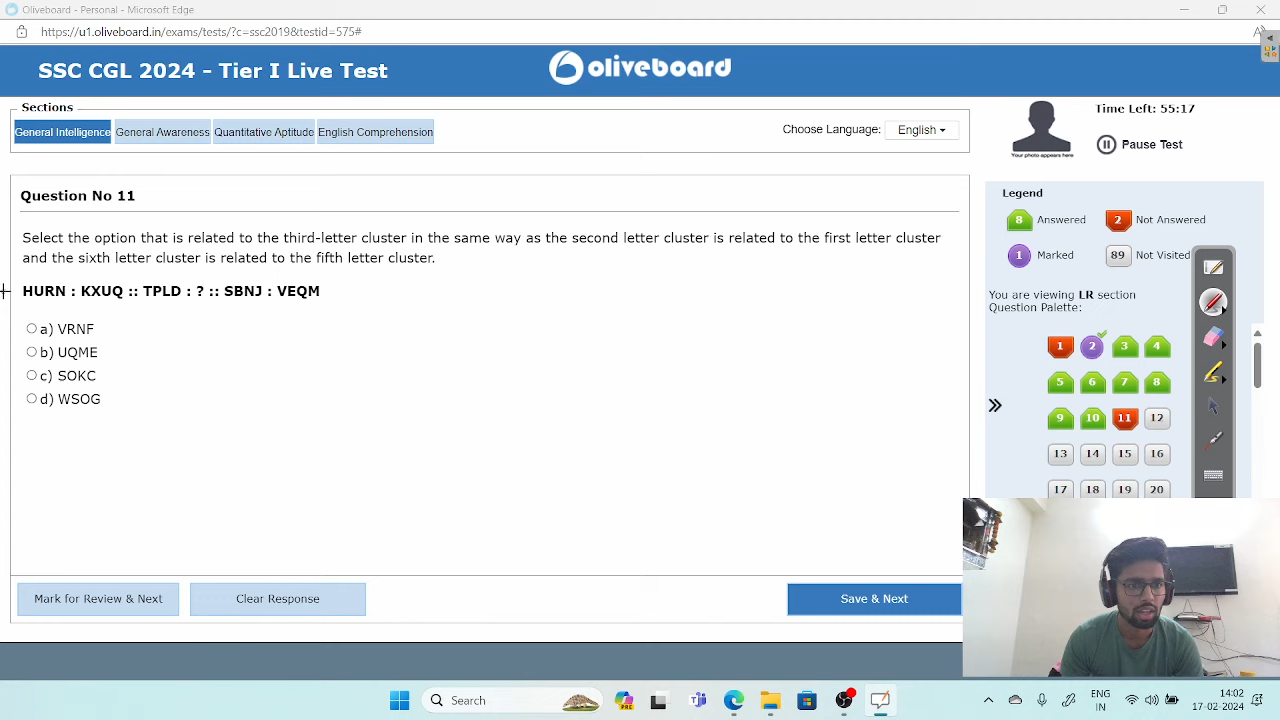 Oliveboard - Personal - Microsoft Edge
https://u1.oliveboard.in/exams/tests/?c=ssc2019&testid=575#
SSC CGL 2024 - Tier I Live Test
oliveboard
Sections
General Intelligence General Awareness Quantitative Aptitude English Comprehension
Choose Language: English
Your photo appears here
Time Left: 55:17
Pause Test
Question No 11
Select the option that is related to the third-letter cluster in the same way as the second letter cluster is related to the first letter cluster
and the sixth letter cluster is related to the fifth letter cluster.
HURN : KXUQ :: TPLD : ? :: SBNJ : VEQM
a) VRNF
b) UQME
c) SOKC
d) WSOG
Mark for Review & Next
Clear Response
Save & Next
Legend
8 Answered 2 Not Answered
1 Marked 89 Not Visited
You are viewing LR section
Question Palette:
1 2 3 4
5 6 7 8
9 10 11 12
13 14 15 16
17 18 19 20
Search
PRE
ENG
IN
14:02
17-02-2024